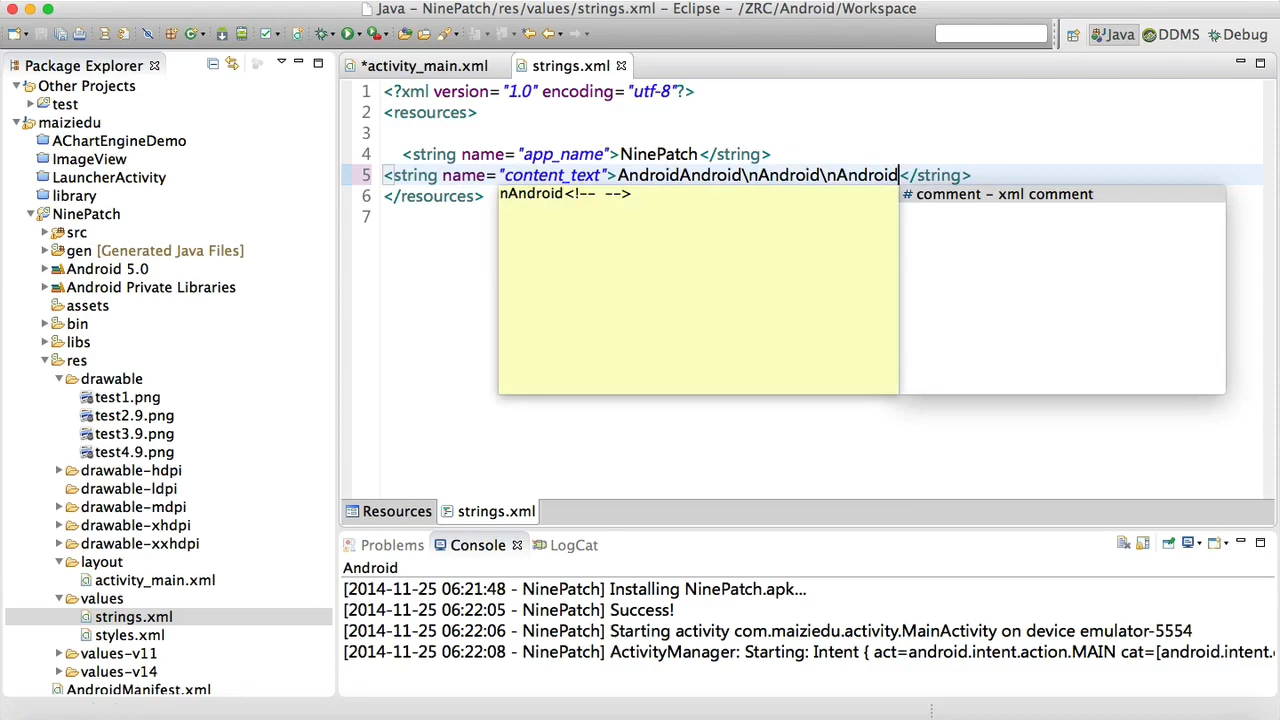 Java – NinePatch/res/values/strings.xml – Eclipse – /ZRC/Android/Workspace
Java
DDMS
Debug
Package Explorer
Other Projects
test
maiziedu
AChartEngineDemo
ImageView
LauncherActivity
library
NinePatch
src
gen [Generated Java Files]
Android 5.0
Android Private Libraries
assets
bin
libs
res
drawable
test1.png
test2.9.png
test3.9.png
test4.9.png
drawable-hdpi
drawable-ldpi
drawable-mdpi
drawable-xhdpi
drawable-xxhdpi
layout
activity_main.xml
values
strings.xml
styles.xml
values-v11
values-v14
AndroidManifest.xml
*activity_main.xml
strings.xml
1 <?xml version="1.0" encoding="utf-8"?>
2 <resources>
3
4 <string name="app_name">NinePatch</string>
5 <string name="content_text">AndroidAndroid\nAndroid\nAndroid</string>
6 </resources>
7
nAndroid<!-- -->
# comment - xml comment
Resources
strings.xml
Problems
Console
LogCat
Android
[2014-11-25 06:21:48 - NinePatch] Installing NinePatch.apk...
[2014-11-25 06:22:05 - NinePatch] Success!
[2014-11-25 06:22:06 - NinePatch] Starting activity com.maiziedu.activity.MainActivity on device emulator-5554
[2014-11-25 06:22:08 - NinePatch] ActivityManager: Starting: Intent { act=android.intent.action.MAIN cat=[android.intent.